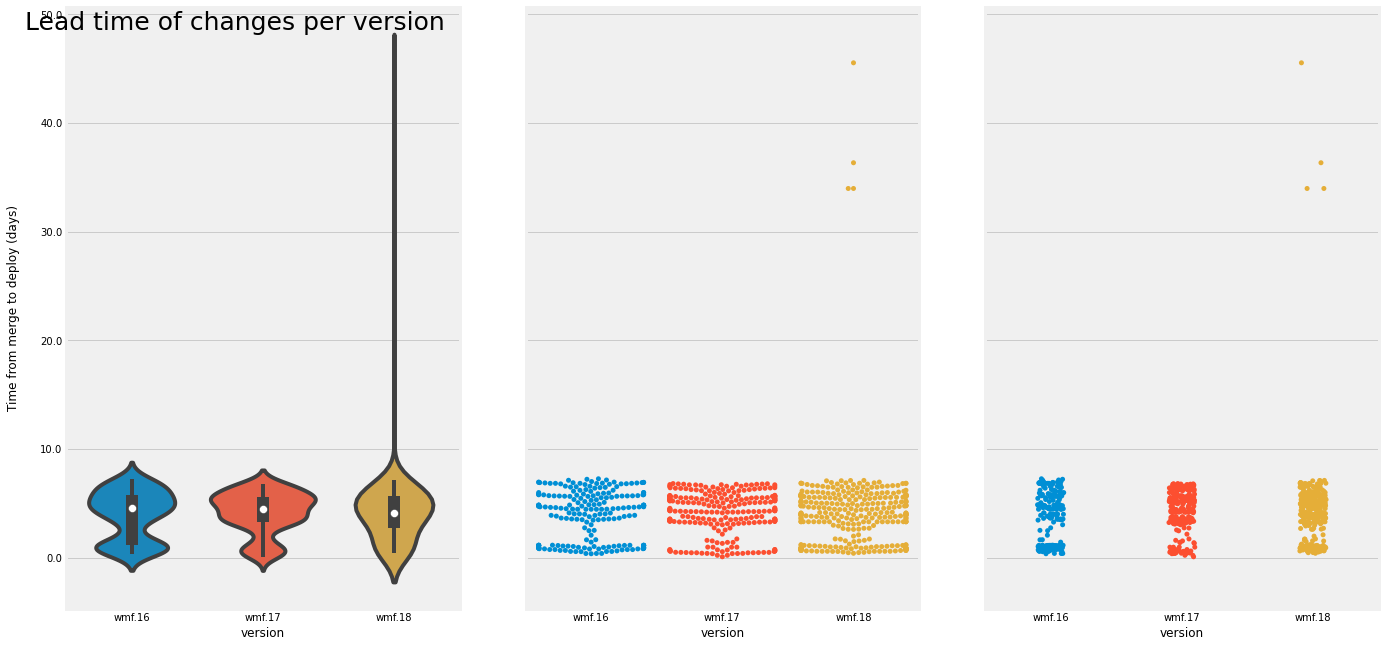 Lead time of changes per version
50.0
40.0
30.0
20.0
10.0
0.0
Time from merge to deploy (days)
wmf.16 wmf.17 wmf.18
version
wmf.16 wmf.17 wmf.18
version
wmf.16 wmf.17 wmf.18
version